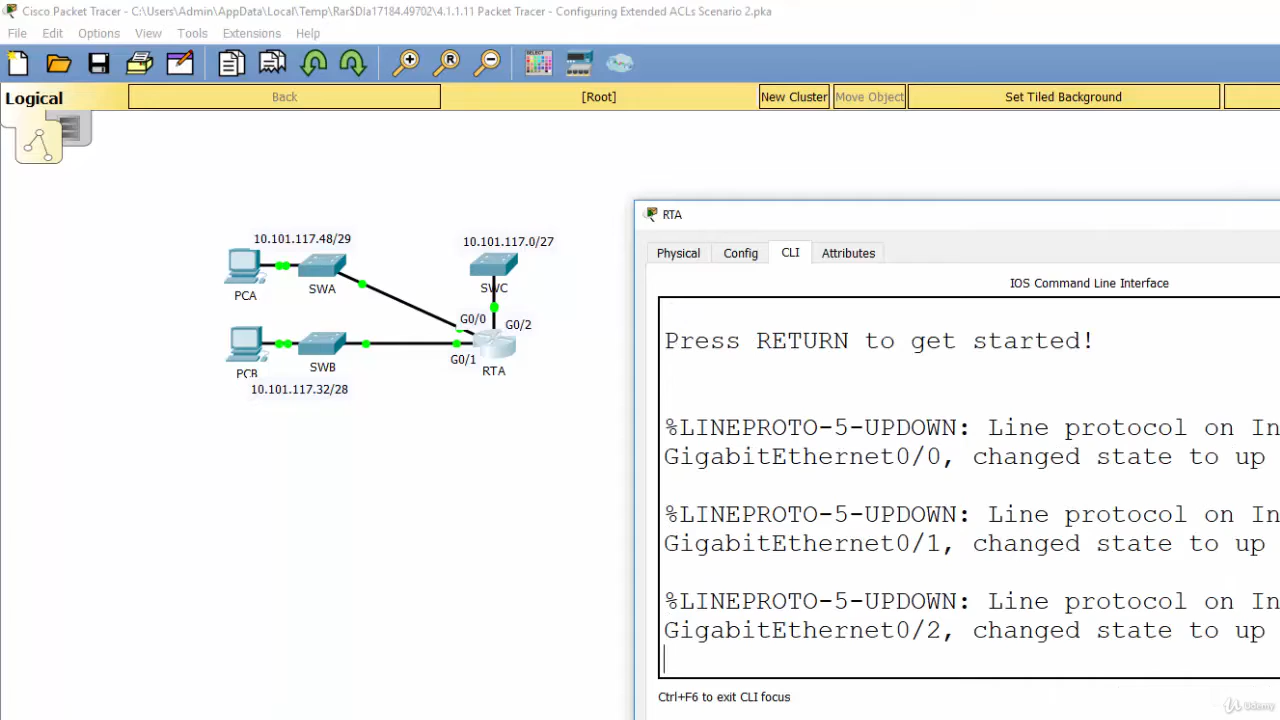 Cisco Packet Tracer - C:\Users\Admin\AppData\Local\Temp\Rar$DIa17184.49702\4.1.1.11 Packet Tracer - Configuring Extended ACLs Scenario 2.pka
File Edit Options View Tools Extensions Help
Logical Back [Root] New Cluster Move Object Set Tiled Background
10.101.117.48/29
10.101.117.0/27
RTA
Physical Config CLI Attributes
PCA
SWA
SWC
IOS Command Line Interface
G0/0
G0/2
G0/1
PCB
SWB
RTA
10.101.117.32/28
Press RETURN to get started!
%LINEPROTO-5-UPDOWN: Line protocol on In
GigabitEthernet0/0, changed state to up
%LINEPROTO-5-UPDOWN: Line protocol on In
GigabitEthernet0/1, changed state to up
%LINEPROTO-5-UPDOWN: Line protocol on In
GigabitEthernet0/2, changed state to up
Ctrl+F6 to exit CLI focus
Udemy